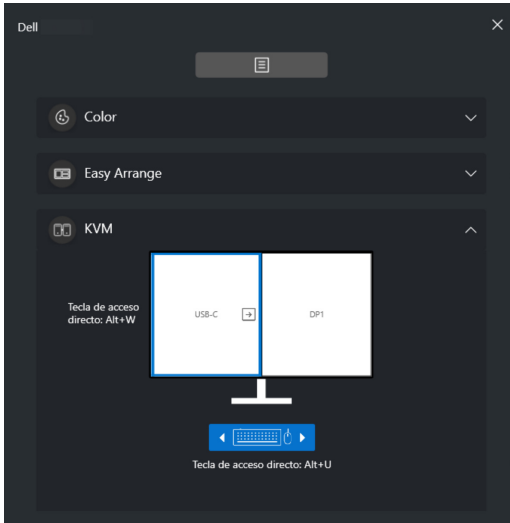 Dell
Color
Easy Arrange
KVM
Tecla de acceso
directo: Alt+W
USB-C
DP1
Tecla de acceso directo: Alt+U